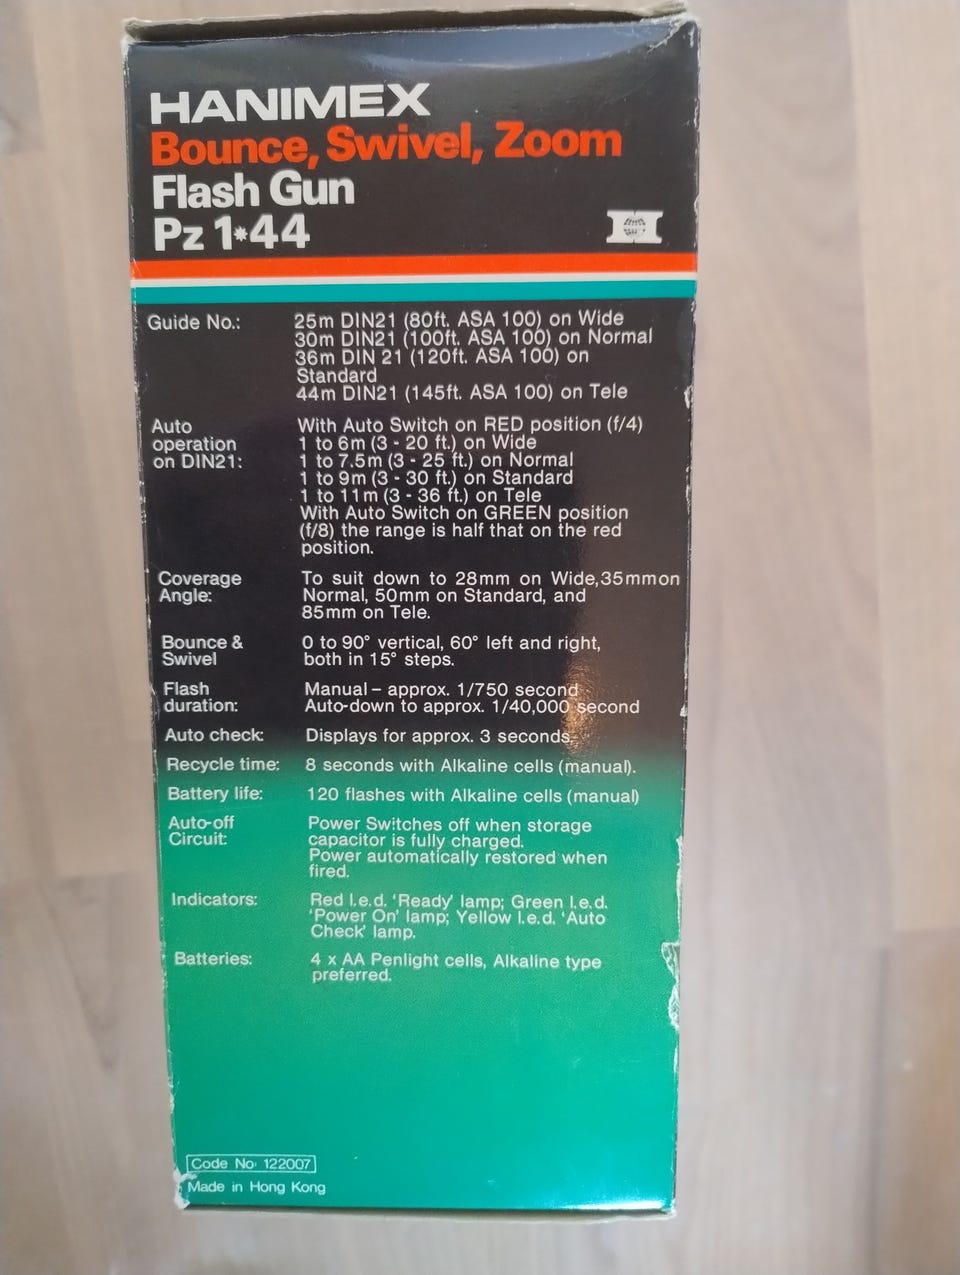 HANIMEX
Bounce, Swivel, Zoom
Flash Gun
Pz 1*44
Guide No.: 25m DIN21 (80ft. ASA 100) on Wide
30m DIN21 (100ft. ASA 100) on Normal
36m DIN 21 (120ft. ASA 100) on
Standard
44m DIN21 (145ft. ASA 100) on Tele
Auto operation on DIN21: With Auto Switch on RED position (f/4)
1 to 6m (3 - 20 ft.) on Wide
1 to 7.5m (3 - 25 ft.) on Normal
1 to 9m (3 - 30 ft.) on Standard
1 to 11m (3 - 36 ft.) on Tele
With Auto Switch on GREEN position
(f/8) the range is half that on the red
position.
Coverage Angle: To suit down to 28mm on Wide,35mm on
Normal, 50mm on Standard, and
85mm on Tele.
Bounce & Swivel 0 to 90° vertical, 60° left and right,
both in 15° steps.
Flash duration: Manual – approx. 1/750 second
Auto-down to approx. 1/40,000 second
Auto check: Displays for approx. 3 seconds.
Recycle time: 8 seconds with Alkaline cells (manual).
Battery life: 120 flashes with Alkaline cells (manual)
Auto-off Circuit: Power Switches off when storage
capacitor is fully charged.
Power automatically restored when
fired.
Indicators: Red l.e.d. 'Ready' lamp; Green l.e.d.
'Power On' lamp; Yellow l.e.d. 'Auto
Check' lamp.
Batteries: 4 x AA Penlight cells, Alkaline type
preferred.
Code No: 122007
Made in Hong Kong